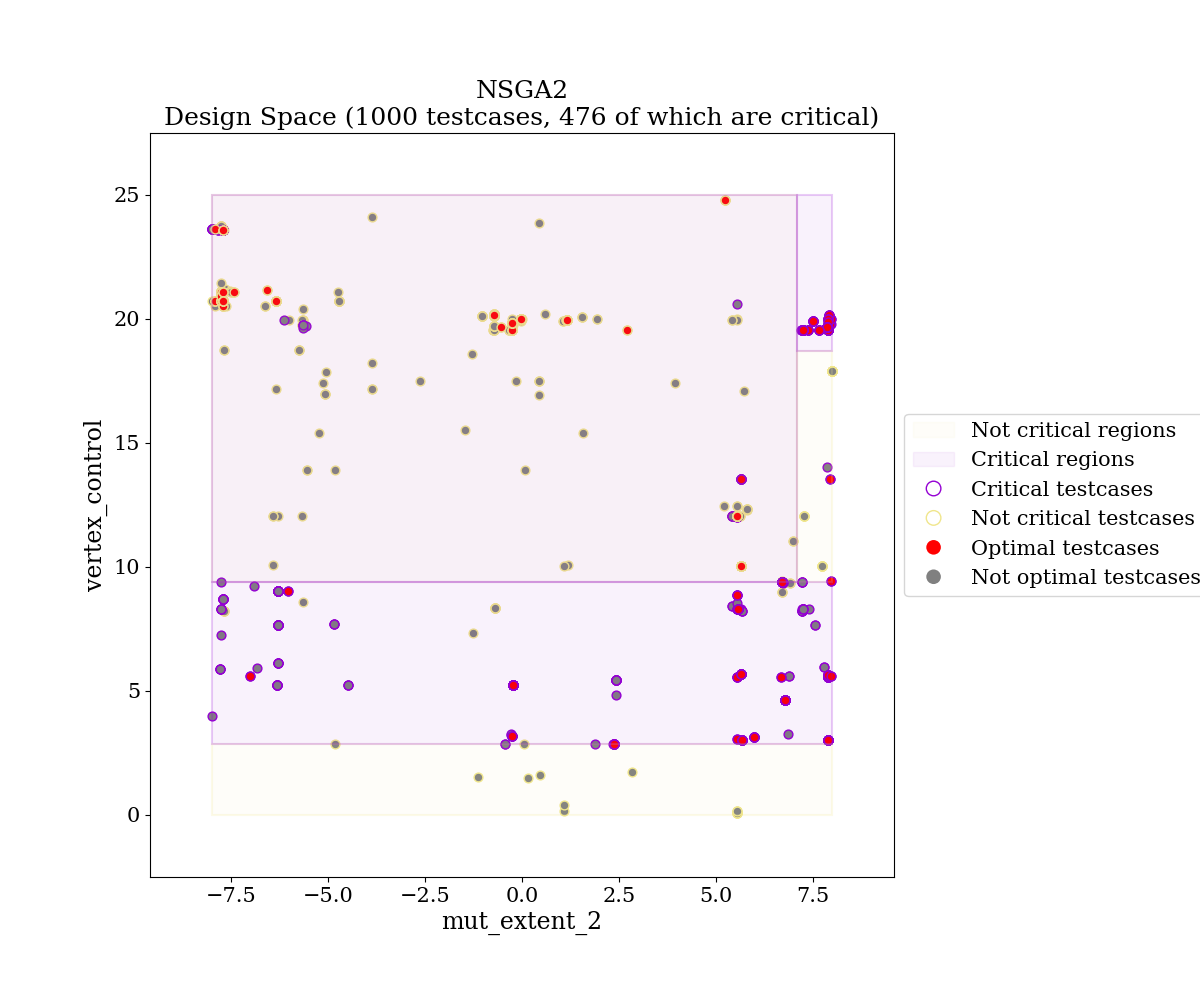 NSGA2
Design Space (1000 testcases, 476 of which are critical)
vertex_control
25
20
15
10
5
0
−7.5
−5.0
−2.5
0.0
2.5
5.0
7.5
mut_extent_2
Not critical regions
Critical regions
Critical testcases
Not critical testcases
Optimal testcases
Not optimal testcases